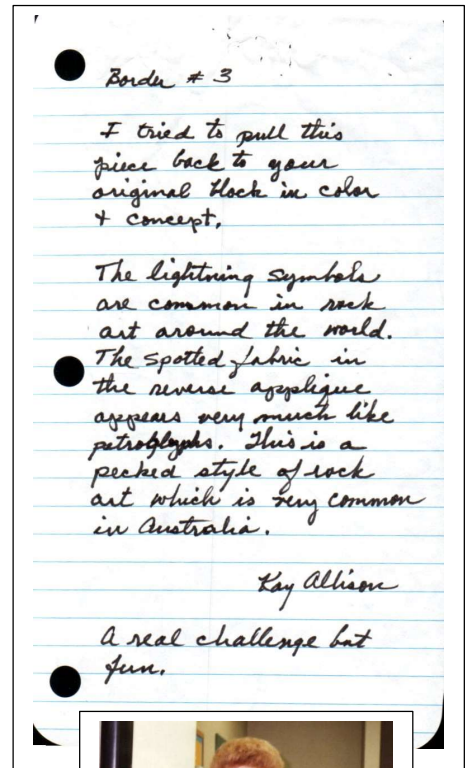 Border # 3
I tried to pull this
piece back to your
original block in color
+ concept.
The lightning symbols
are common in rock
art around the world.
The spotted fabric in
the reverse applique
appears very much like
petroglyphs. This is a
pecked style of rock
art which is very common
in Australia.
Kay Allison
A real challenge but
fun.